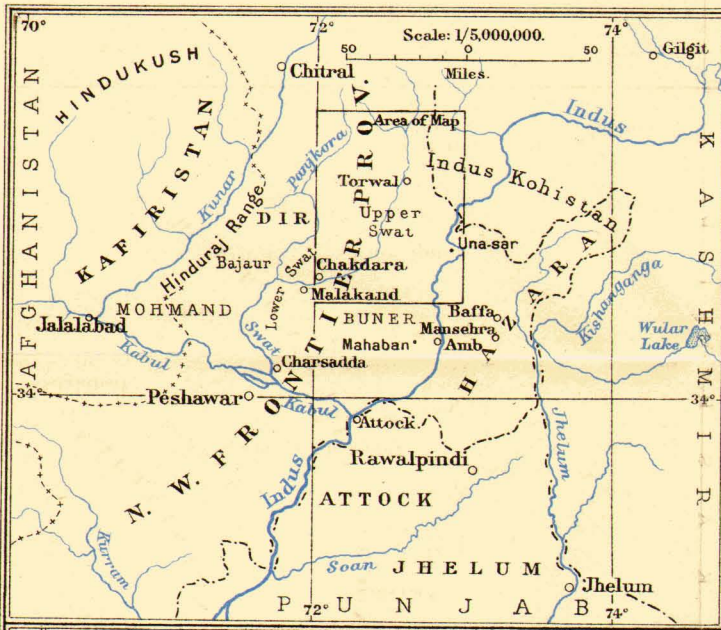 70°
72°
74°
Scale: 1/5,000,000.
50
0
50
Miles.
Gilgit
Chitral
HINDUKUSH
AFGHANISTAN
KAFIRISTAN
Kunar
Hinduraj Range
Panjkora
Area of Map
Indus
KASHMIR
Torwal
Indus Kohistan
Upper
Swat
DIR
Bajaur
Una-sar
Lower Swat
Chakdara
Malakand
MOHMAND
Jalalabad
Kabul
Swat
BUNER
Mahaban
Baffa
Mansehra
Amb
HAZARA
Kishanganga
Wular
Lake
Charsadda
Peshawar
34°
Kabul
34°
N.W. FRONTIER PROV.
Attock
Indus
Rawalpindi
Jhelum
ATTOCK
Kurram
Soan
JHELUM
Jhelum
72°
PUNJAB
74°